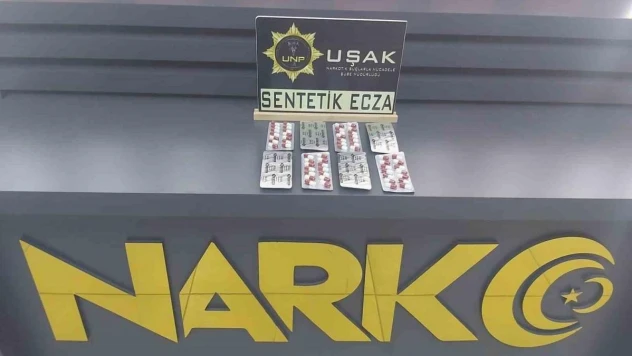 UNP
UŞAK
NARKOTİK SUÇLARLA MÜCADELE
ŞUBE MÜDÜRLÜĞÜ
SENTETİK ECZA
NARKO